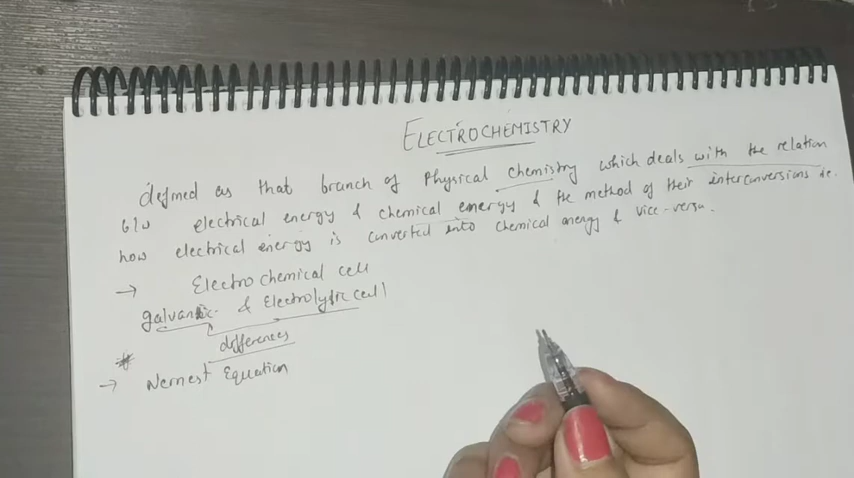 ELECTROCHEMISTRY
defined as that branch of Physical chemistry which deals with the relation
b/w electrical energy & chemical energy & the method of their interconversions i.e.
how electrical energy is converted into chemical energy & vice-versa.
→ Electrochemical cell
galvanic & Electrolytic cell
differences
*
→ Nernest Equation